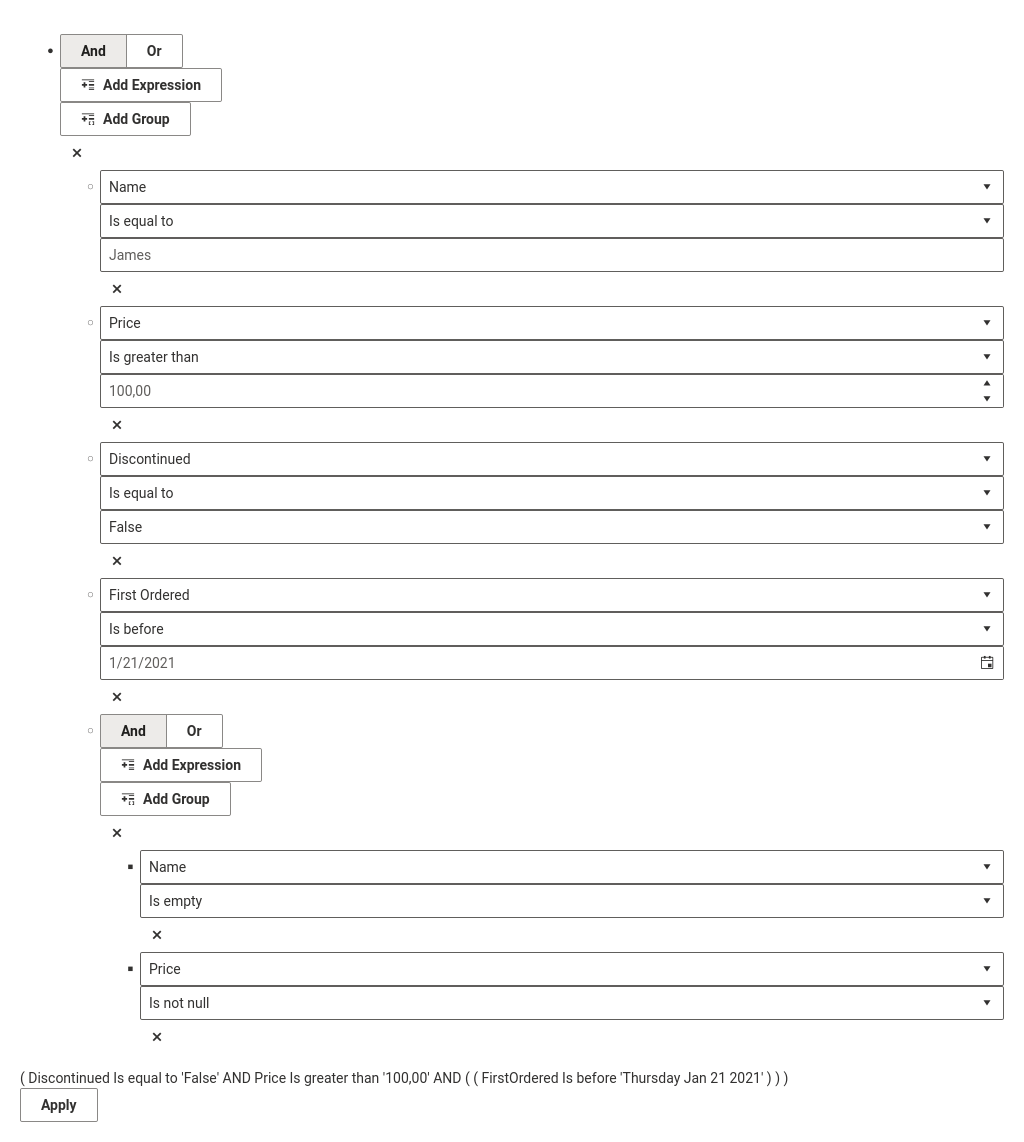 And Or
Add Expression
Add Group
Name
Is equal to
James
Price
Is greater than
100,00
Discontinued
Is equal to
False
First Ordered
Is before
1/21/2021
And Or
Add Expression
Add Group
Name
Is empty
Price
Is not null
( Discontinued Is equal to 'False' AND Price Is greater than '100,00' AND ( ( FirstOrdered Is before 'Thursday Jan 21 2021' ) ) )
Apply